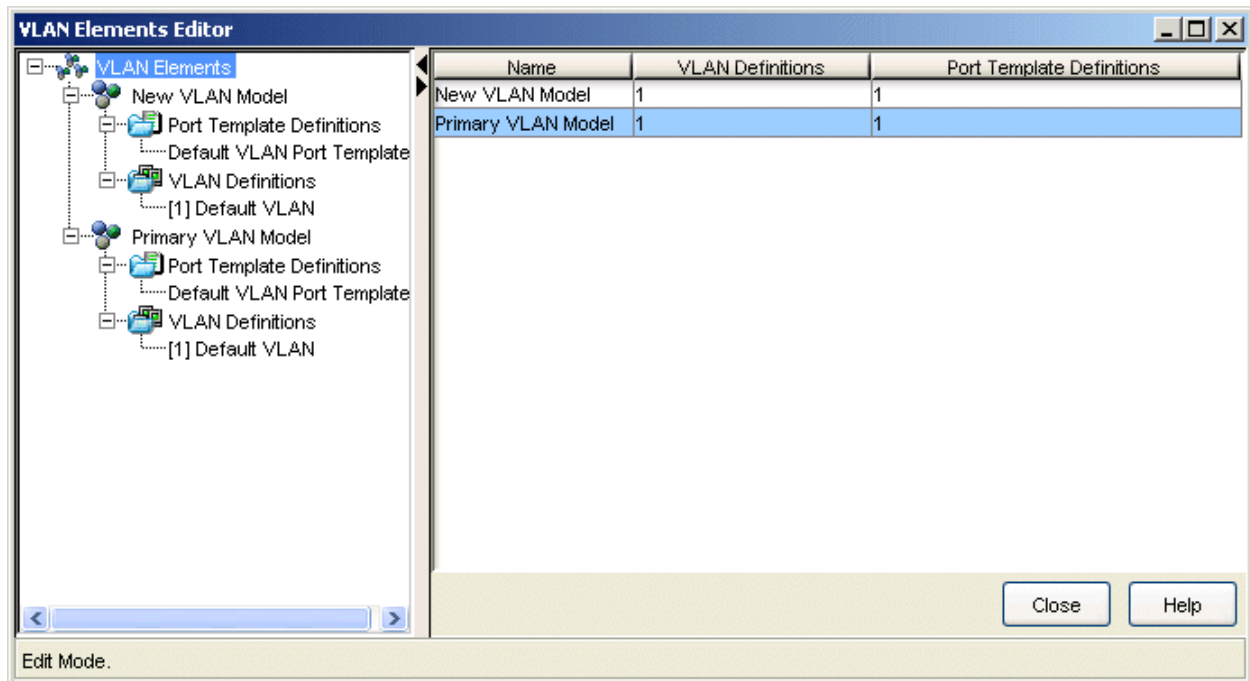 VLAN Elements Editor
VLAN Elements
New VLAN Model
Port Template Definitions
Default VLAN Port Template
VLAN Definitions
[1] Default VLAN
Primary VLAN Model
Port Template Definitions
Default VLAN Port Template
VLAN Definitions
[1] Default VLAN
Name VLAN Definitions Port Template Definitions
New VLAN Model 1 1
Primary VLAN Model 1 1
Close Help
Edit Mode.